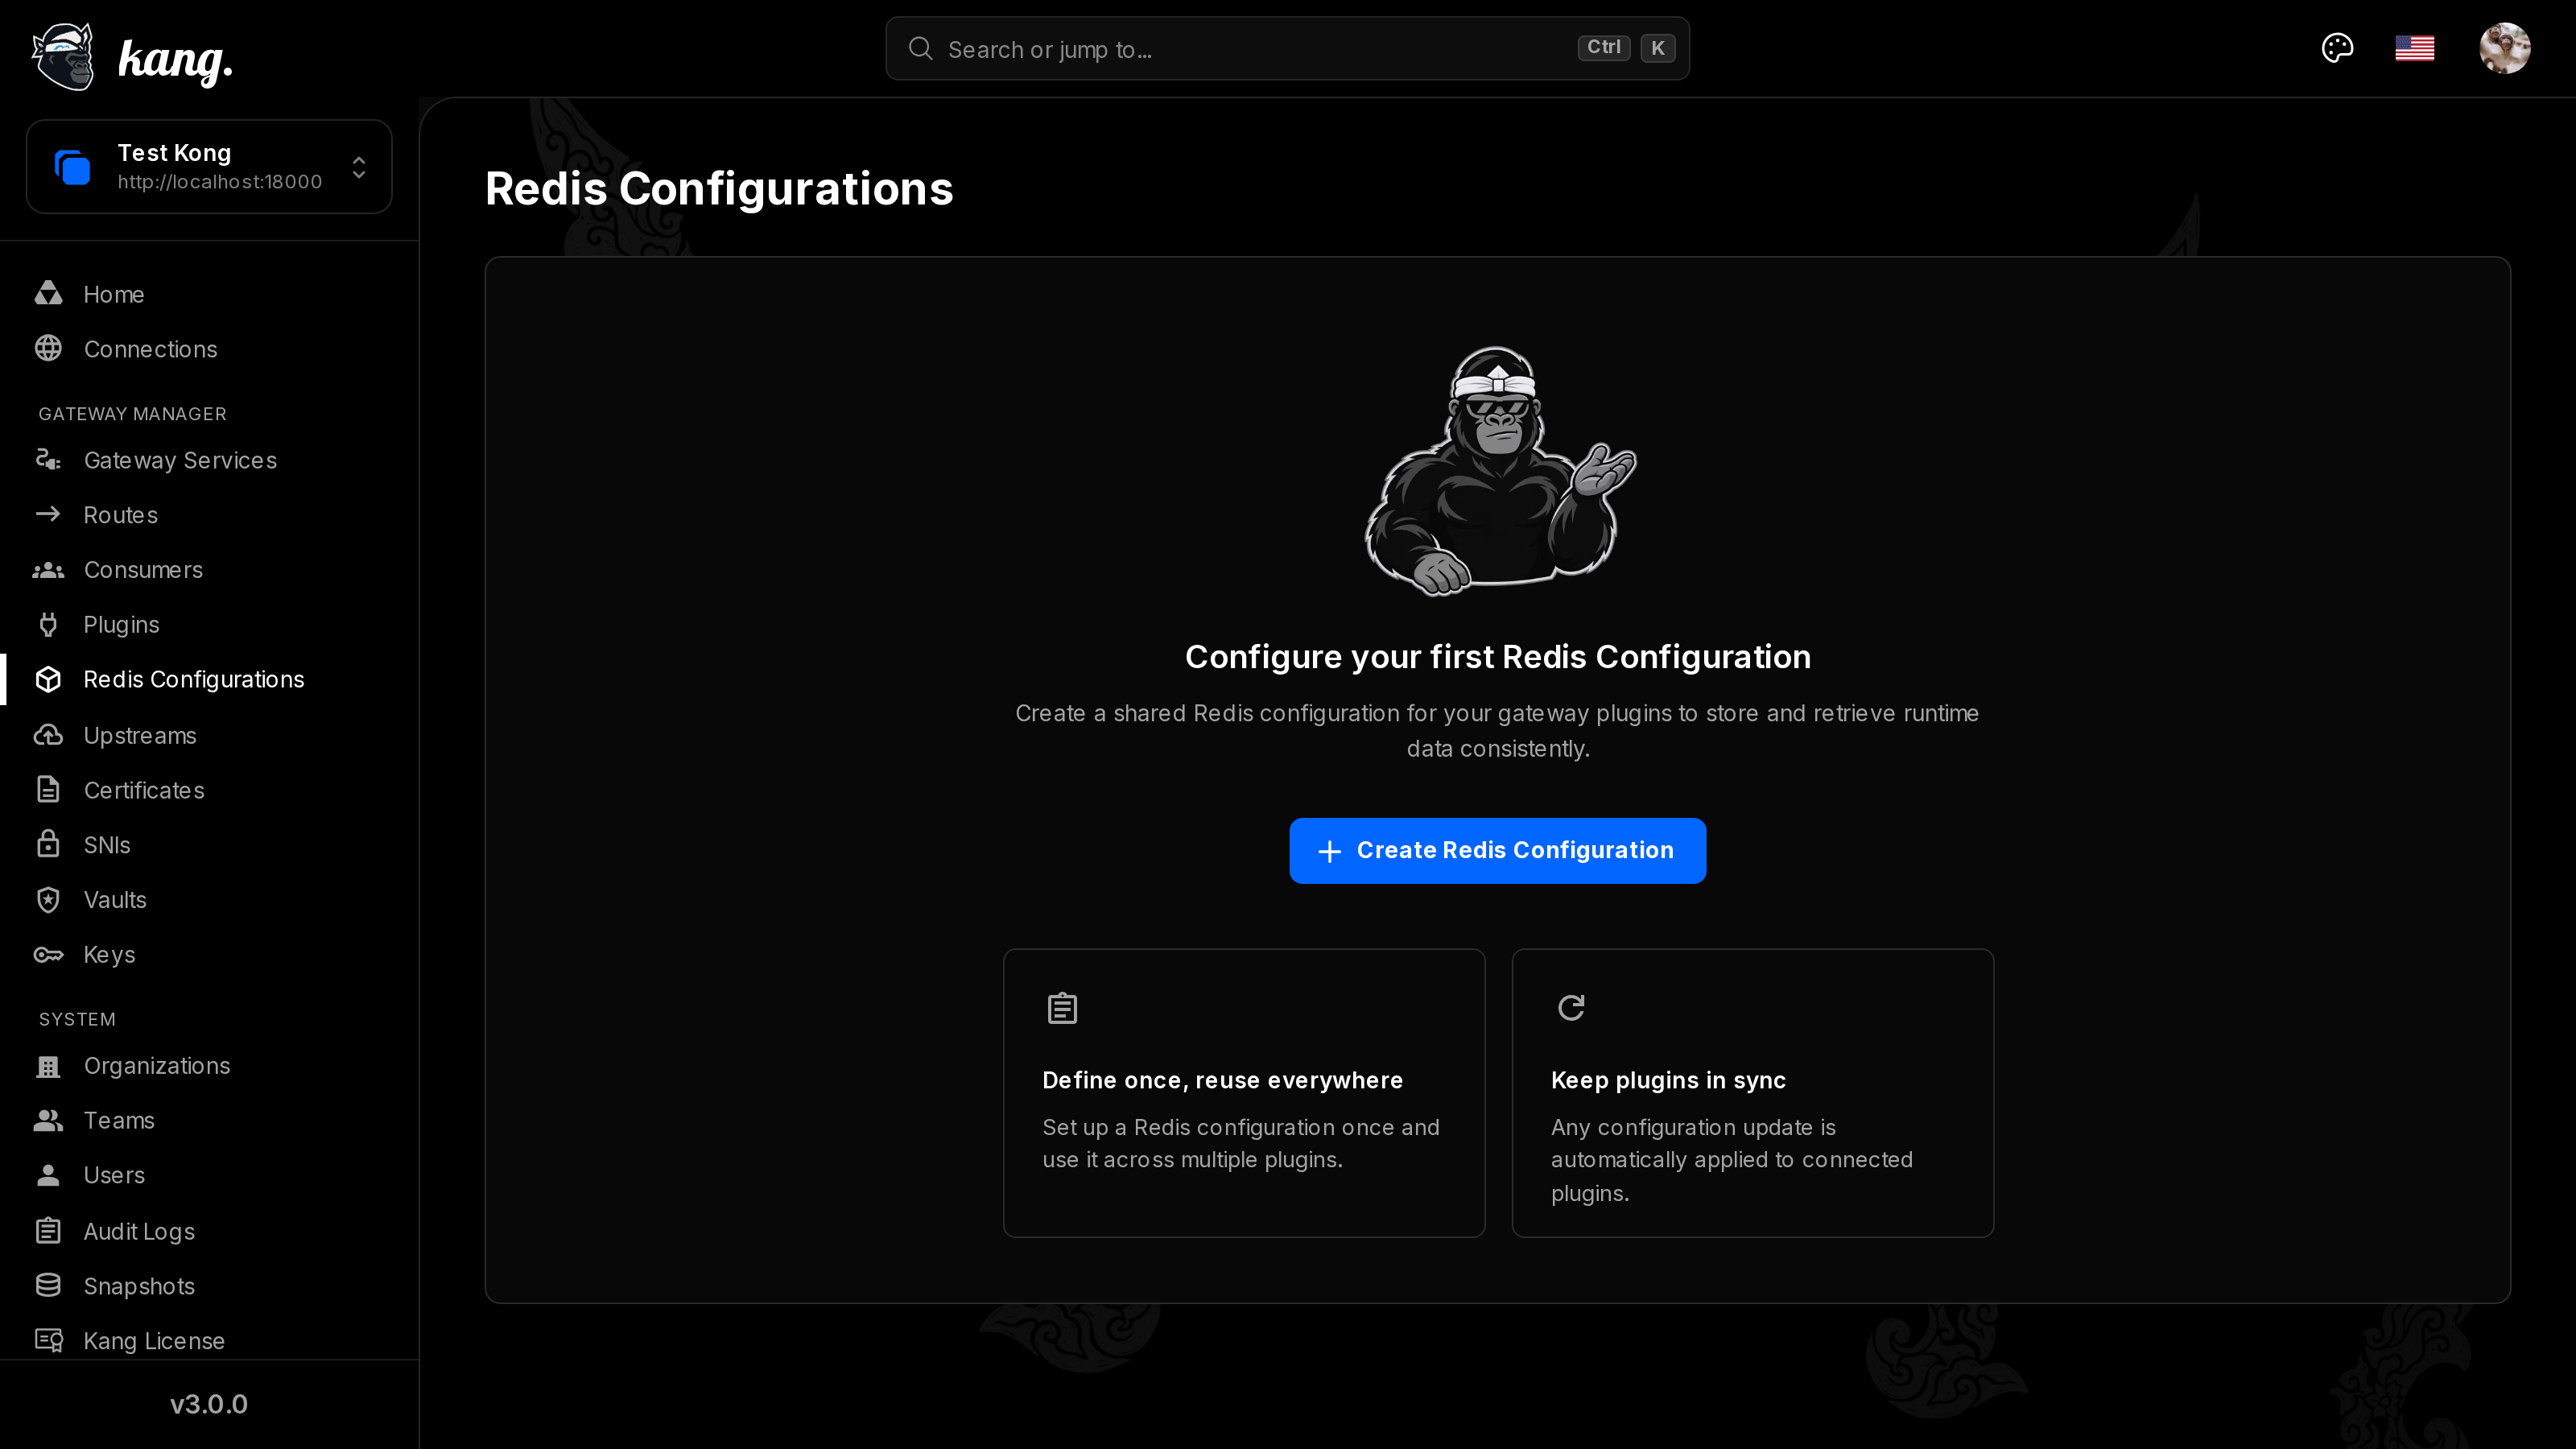 kang.
Search or jump to...
Ctrl
K
Test Kong
http://localhost:18000
Home
Connections
GATEWAY MANAGER
Gateway Services
Routes
Consumers
Plugins
Redis Configurations
Upstreams
Certificates
SNIs
Vaults
Keys
SYSTEM
Organizations
Teams
Users
Audit Logs
Snapshots
Kang License
v3.0.0
Redis Configurations
Configure your first Redis Configuration
Create a shared Redis configuration for your gateway plugins to store and retrieve runtime
data consistently.
Create Redis Configuration
Define once, reuse everywhere
Set up a Redis configuration once and
use it across multiple plugins.
Keep plugins in sync
Any configuration update is
automatically applied to connected
plugins.